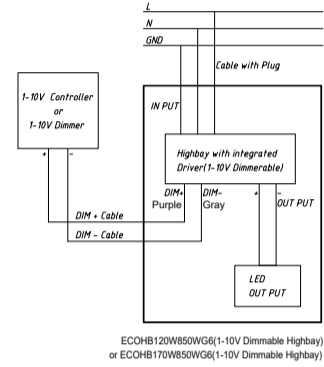 L
N
GND
Cable with Plug
1-10V Controller
or
1-10V Dimmer
+ -
IN PUT
Highbay with integrated
Driver(1-10V Dimmerable)
DIM+ DIM- + -
Purple Gray OUT PUT
DIM + Cable
DIM - Cable
LED
OUT PUT
ECOHB120W850WG6(1-10V Dimmable Highbay)
or ECOHB170W850WG6(1-10V Dimmable Highbay)